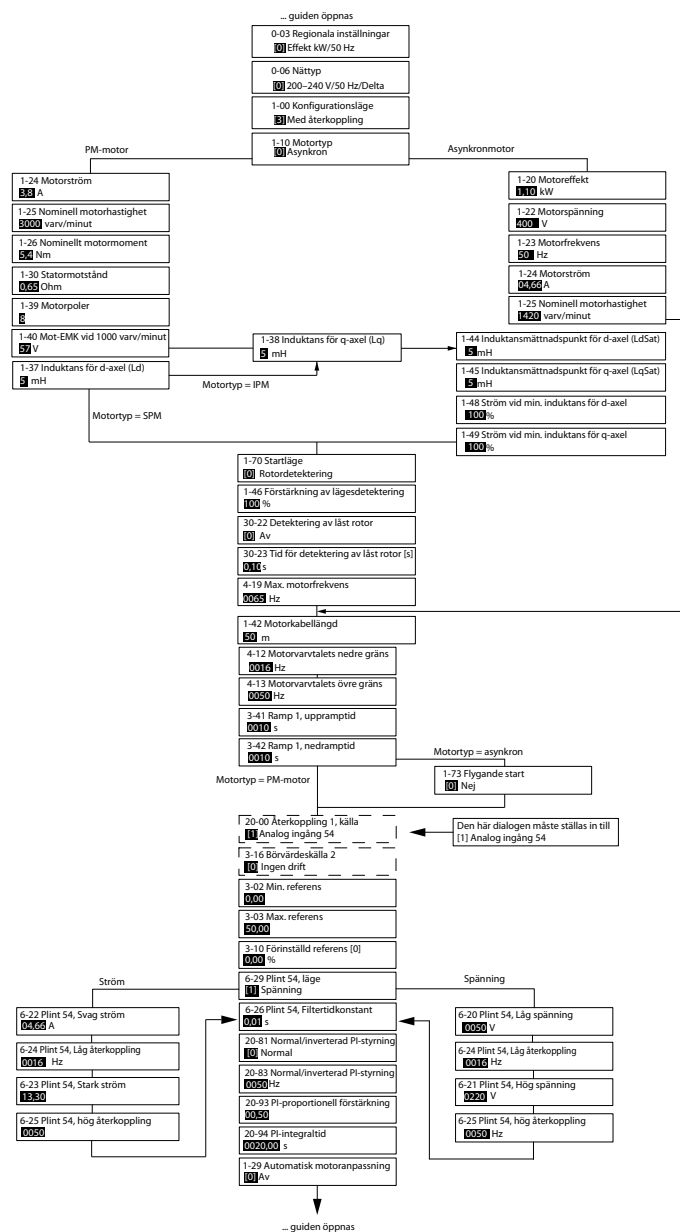 ... guiden öppnas
0-03 Regionala inställningar
[0] Effekt kW/50 Hz
0-06 Nättyp
[0] 200–240 V/50 Hz/Delta
1-00 Konfigurationsläge
[3] Med återkoppling
1-10 Motortyp
[0] Asynkron
PM-motor
Asynkronmotor
1-24 Motorström
3,8 A
1-25 Nominell motorhastighet
3000 varv/minut
1-26 Nominellt motormoment
5,4 Nm
1-30 Statormotstånd
0,65 Ohm
1-39 Motorpoler
8
1-40 Mot-EMK vid 1000 varv/minut
57 V
1-37 Induktans för d-axel (Ld)
5 mH
1-20 Motoreffekt
1,10 kW
1-22 Motorspänning
400 V
1-23 Motorfrekvens
50 Hz
1-24 Motorström
04,66 A
1-25 Nominell motorhastighet
1420 varv/minut
1-38 Induktans för q-axel (Lq)
5 mH
Motortyp = IPM
1-44 Induktansmättnadspunkt för d-axel (LdSat)
5 mH
1-45 Induktansmättnadspunkt för q-axel (LqSat)
5 mH
1-48 Ström vid min. induktans för d-axel
100 %
1-49 Ström vid min. induktans för q-axel
100 %
Motortyp = SPM
1-70 Startläge
[0] Rotordetektering
1-46 Förstärkning av lägesdetektering
100 %
30-22 Detektering av låst rotor
[0] Av
30-23 Tid för detektering av låst rotor [s]
0,10 s
4-19 Max. motorfrekvens
0065 Hz
1-42 Motorkabellängd
50 m
4-12 Motorvarvtalets nedre gräns
0016 Hz
4-13 Motorvarvtalets övre gräns
0050 Hz
3-41 Ramp 1, uppramptid
0010 s
3-42 Ramp 1, nedramptid
0010 s
Motortyp = asynkron
Motortyp = PM-motor
1-73 Flygande start
[0] Nej
20-00 Återkoppling 1, källa
[1] Analog ingång 54
Den här dialogen måste ställas in till
[1] Analog ingång 54
3-16 Börvärdeskälla 2
[0] Ingen drift
3-02 Min. referens
0,00
3-03 Max. referens
50,00
3-10 Förinställd referens [0]
0,00 %
Ström
6-29 Plint 54, läge
[1] Spänning
Spänning
6-22 Plint 54, Svag ström
04,66 A
6-24 Plint 54, Låg återkoppling
0016 Hz
6-23 Plint 54, Stark ström
13,30
6-25 Plint 54, hög återkoppling
0050
6-26 Plint 54, Filtertidkonstant
0,01 s
20-81 Normal/inverterad PI-styrning
[0] Normal
20-83 Normal/inverterad PI-styrning
0050 Hz
20-93 PI-proportionell förstärkning
00,50
20-94 PI-integraltid
0020,00 s
1-29 Automatisk motoranpassning
[0] Av
6-20 Plint 54, Låg spänning
0050 V
6-24 Plint 54, Låg återkoppling
0016 Hz
6-21 Plint 54, Hög spänning
0220 V
6-25 Plint 54, hög återkoppling
0050 Hz
... guiden öppnas